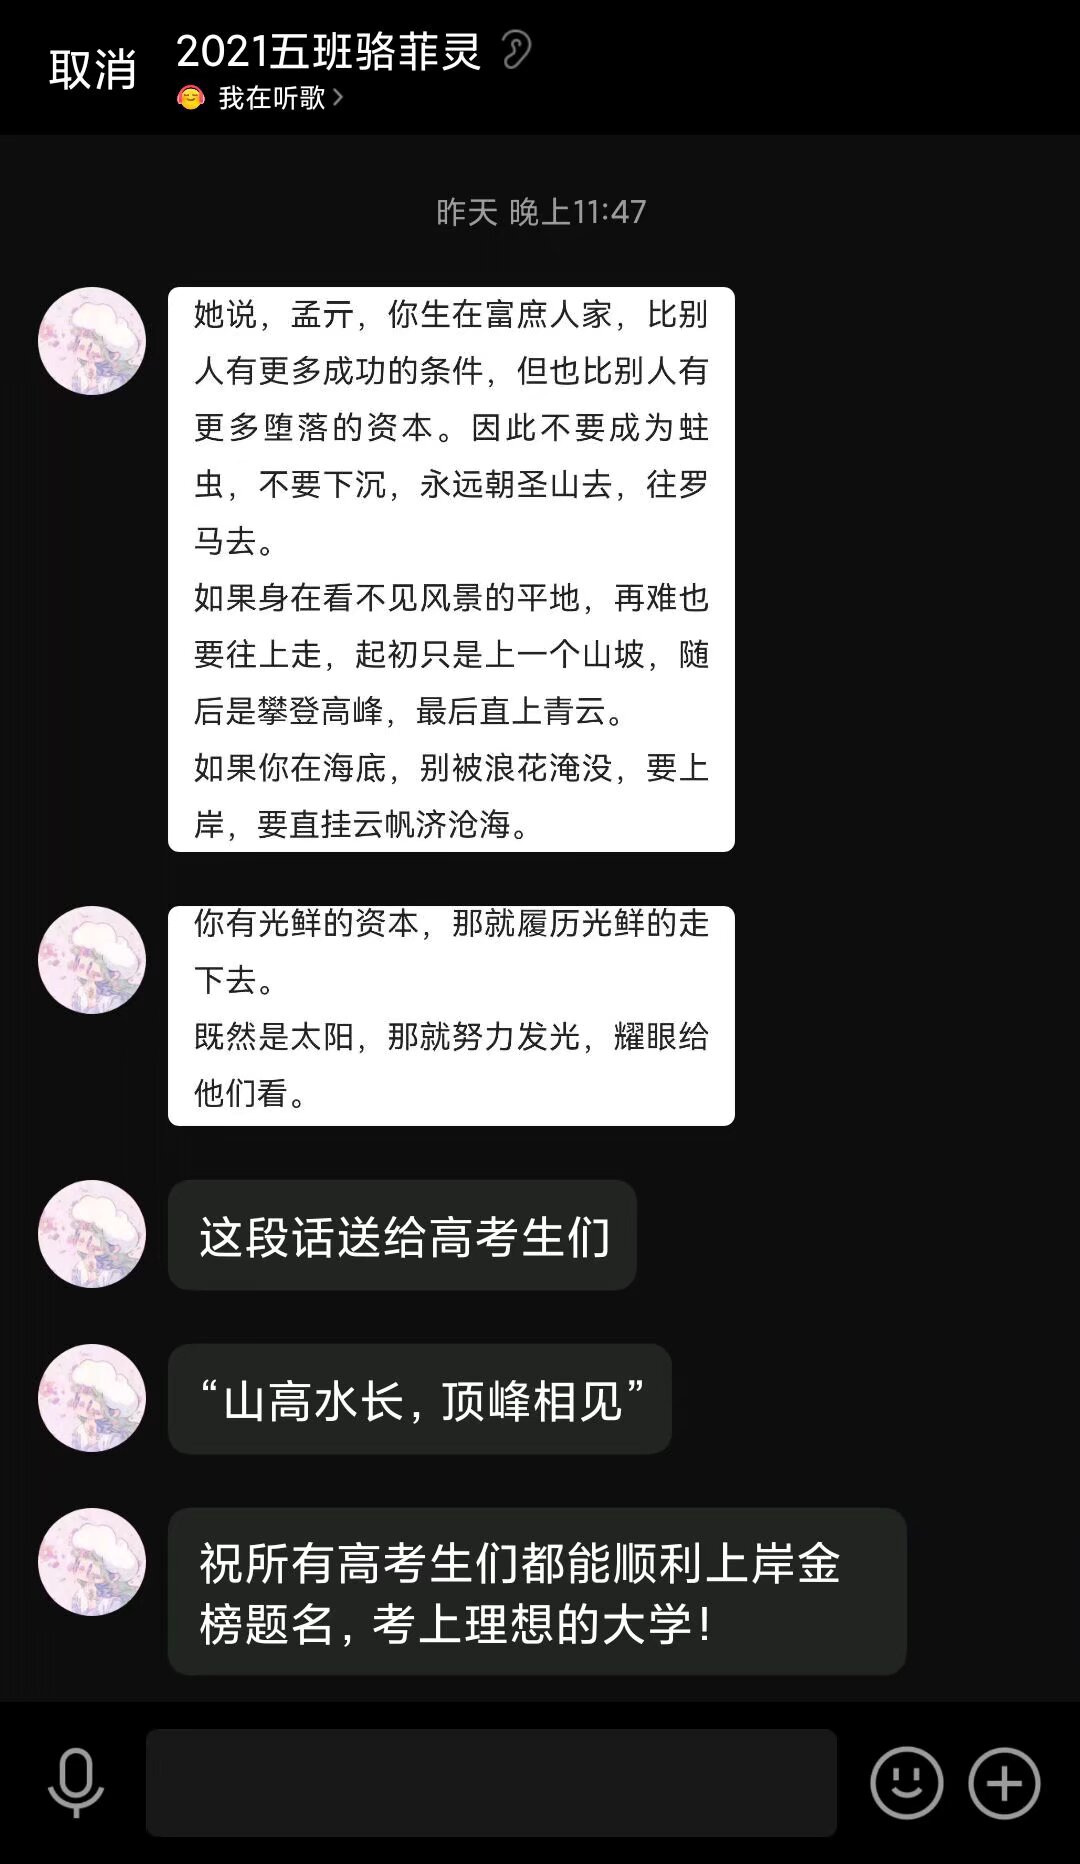 取消
2021五班骆菲灵
我在听歌
昨天 晚上11:47
她说，孟亓，你生在富庶人家，比别
人有更多成功的条件，但也比别人有
更多堕落的资本。因此不要成为蛀
虫，不要下沉，永远朝圣山去，往罗
马去。
如果身在看不见风景的平地，再难也
要往上走，起初只是上一个山坡，随
后是攀登高峰，最后直上青云。
如果你在海底，别被浪花淹没，要上
岸，要直挂云帆济沧海。
你有光鲜的资本，那就履历光鲜的走
下去。
既然是太阳，那就努力发光，耀眼给
他们看。
这段话送给高考生们
“山高水长，顶峰相见”
祝所有高考生们都能顺利上岸金
榜题名，考上理想的大学！